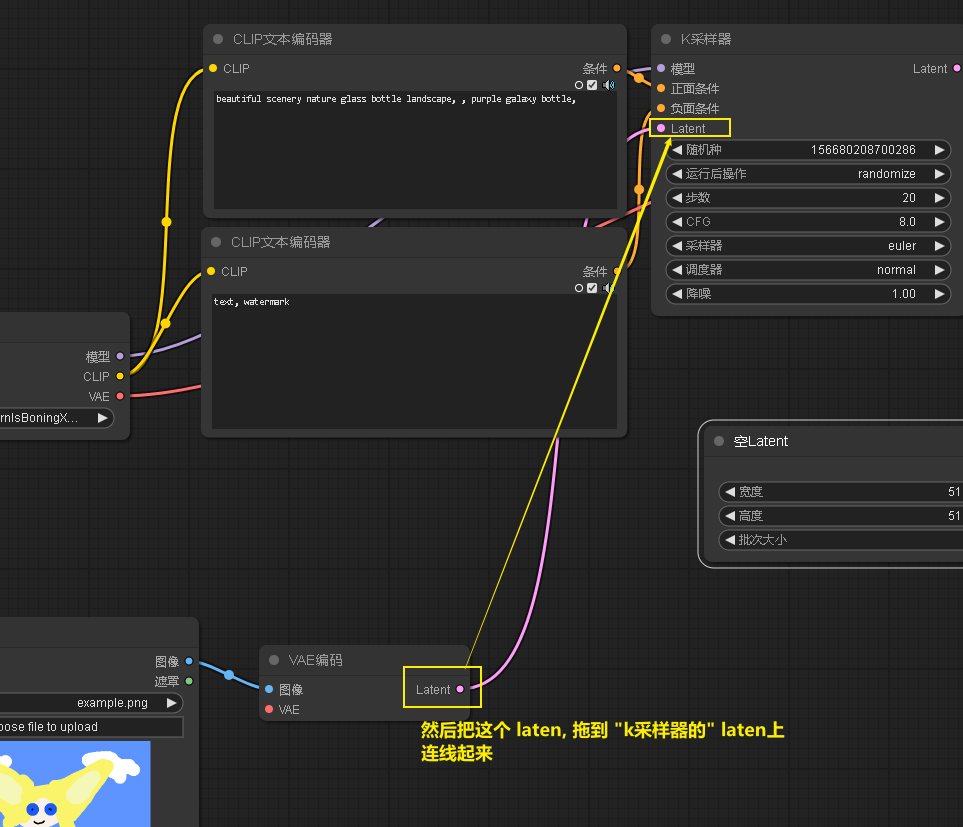 CLIP文本编码器
CLIP
条件
beautiful scenery nature glass bottle landscape, , purple galaxy bottle,
CLIP文本编码器
CLIP
条件
text, watermark
K采样器
模型
Latent
正面条件
负面条件
Latent
随机种 156680208700286
运行后操作 randomize
步数 20
CFG 8.0
采样器 euler
调度器 normal
降噪 1.00
模型
CLIP
VAE
rnIsBoningX...
空Latent
宽度 51
高度 51
批次大小
图像
遮罩
example.png
oose file to upload
VAE编码
图像
Latent
VAE
然后把这个 laten, 拖到 "k采样器的" laten上
连线起来